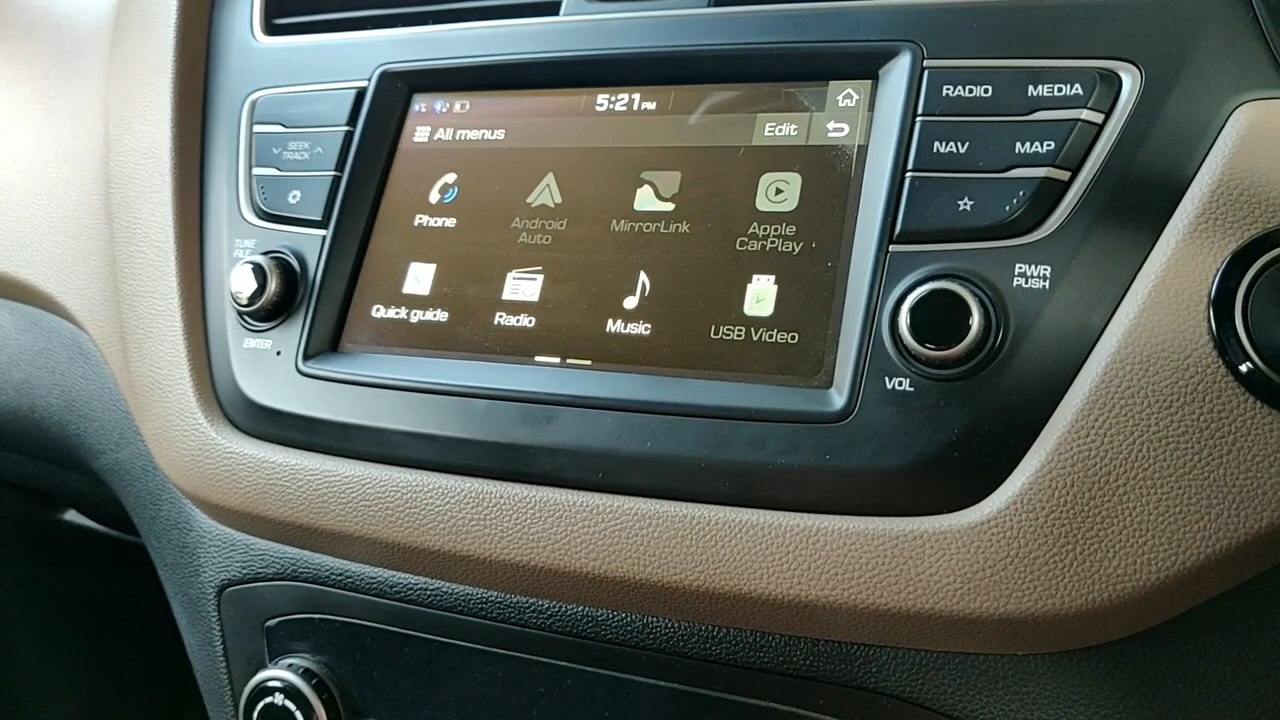 5:21 PM
All menus
Edit
Phone
Android
Auto
MirrorLink
Apple
CarPlay
Quick guide
Radio
Music
USB Video
SEEK
TRACK
TUNE
FILE
ENTER
RADIO
MEDIA
NAV
MAP
PWR
PUSH
VOL